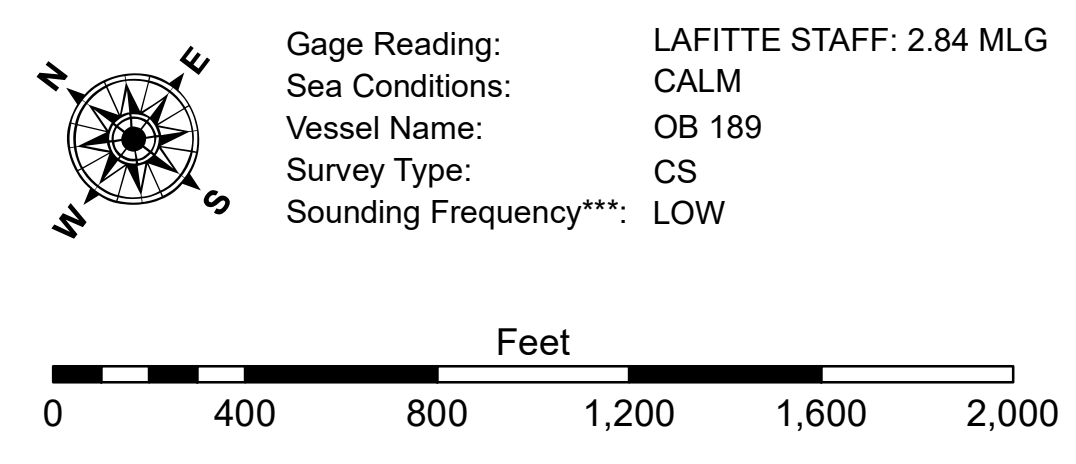 N
E
W
S
Gage Reading: LAFITTE STAFF: 2.84 MLG
Sea Conditions: CALM
Vessel Name: OB 189
Survey Type: CS
Sounding Frequency***: LOW
Feet
0 400 800 1,200 1,600 2,000